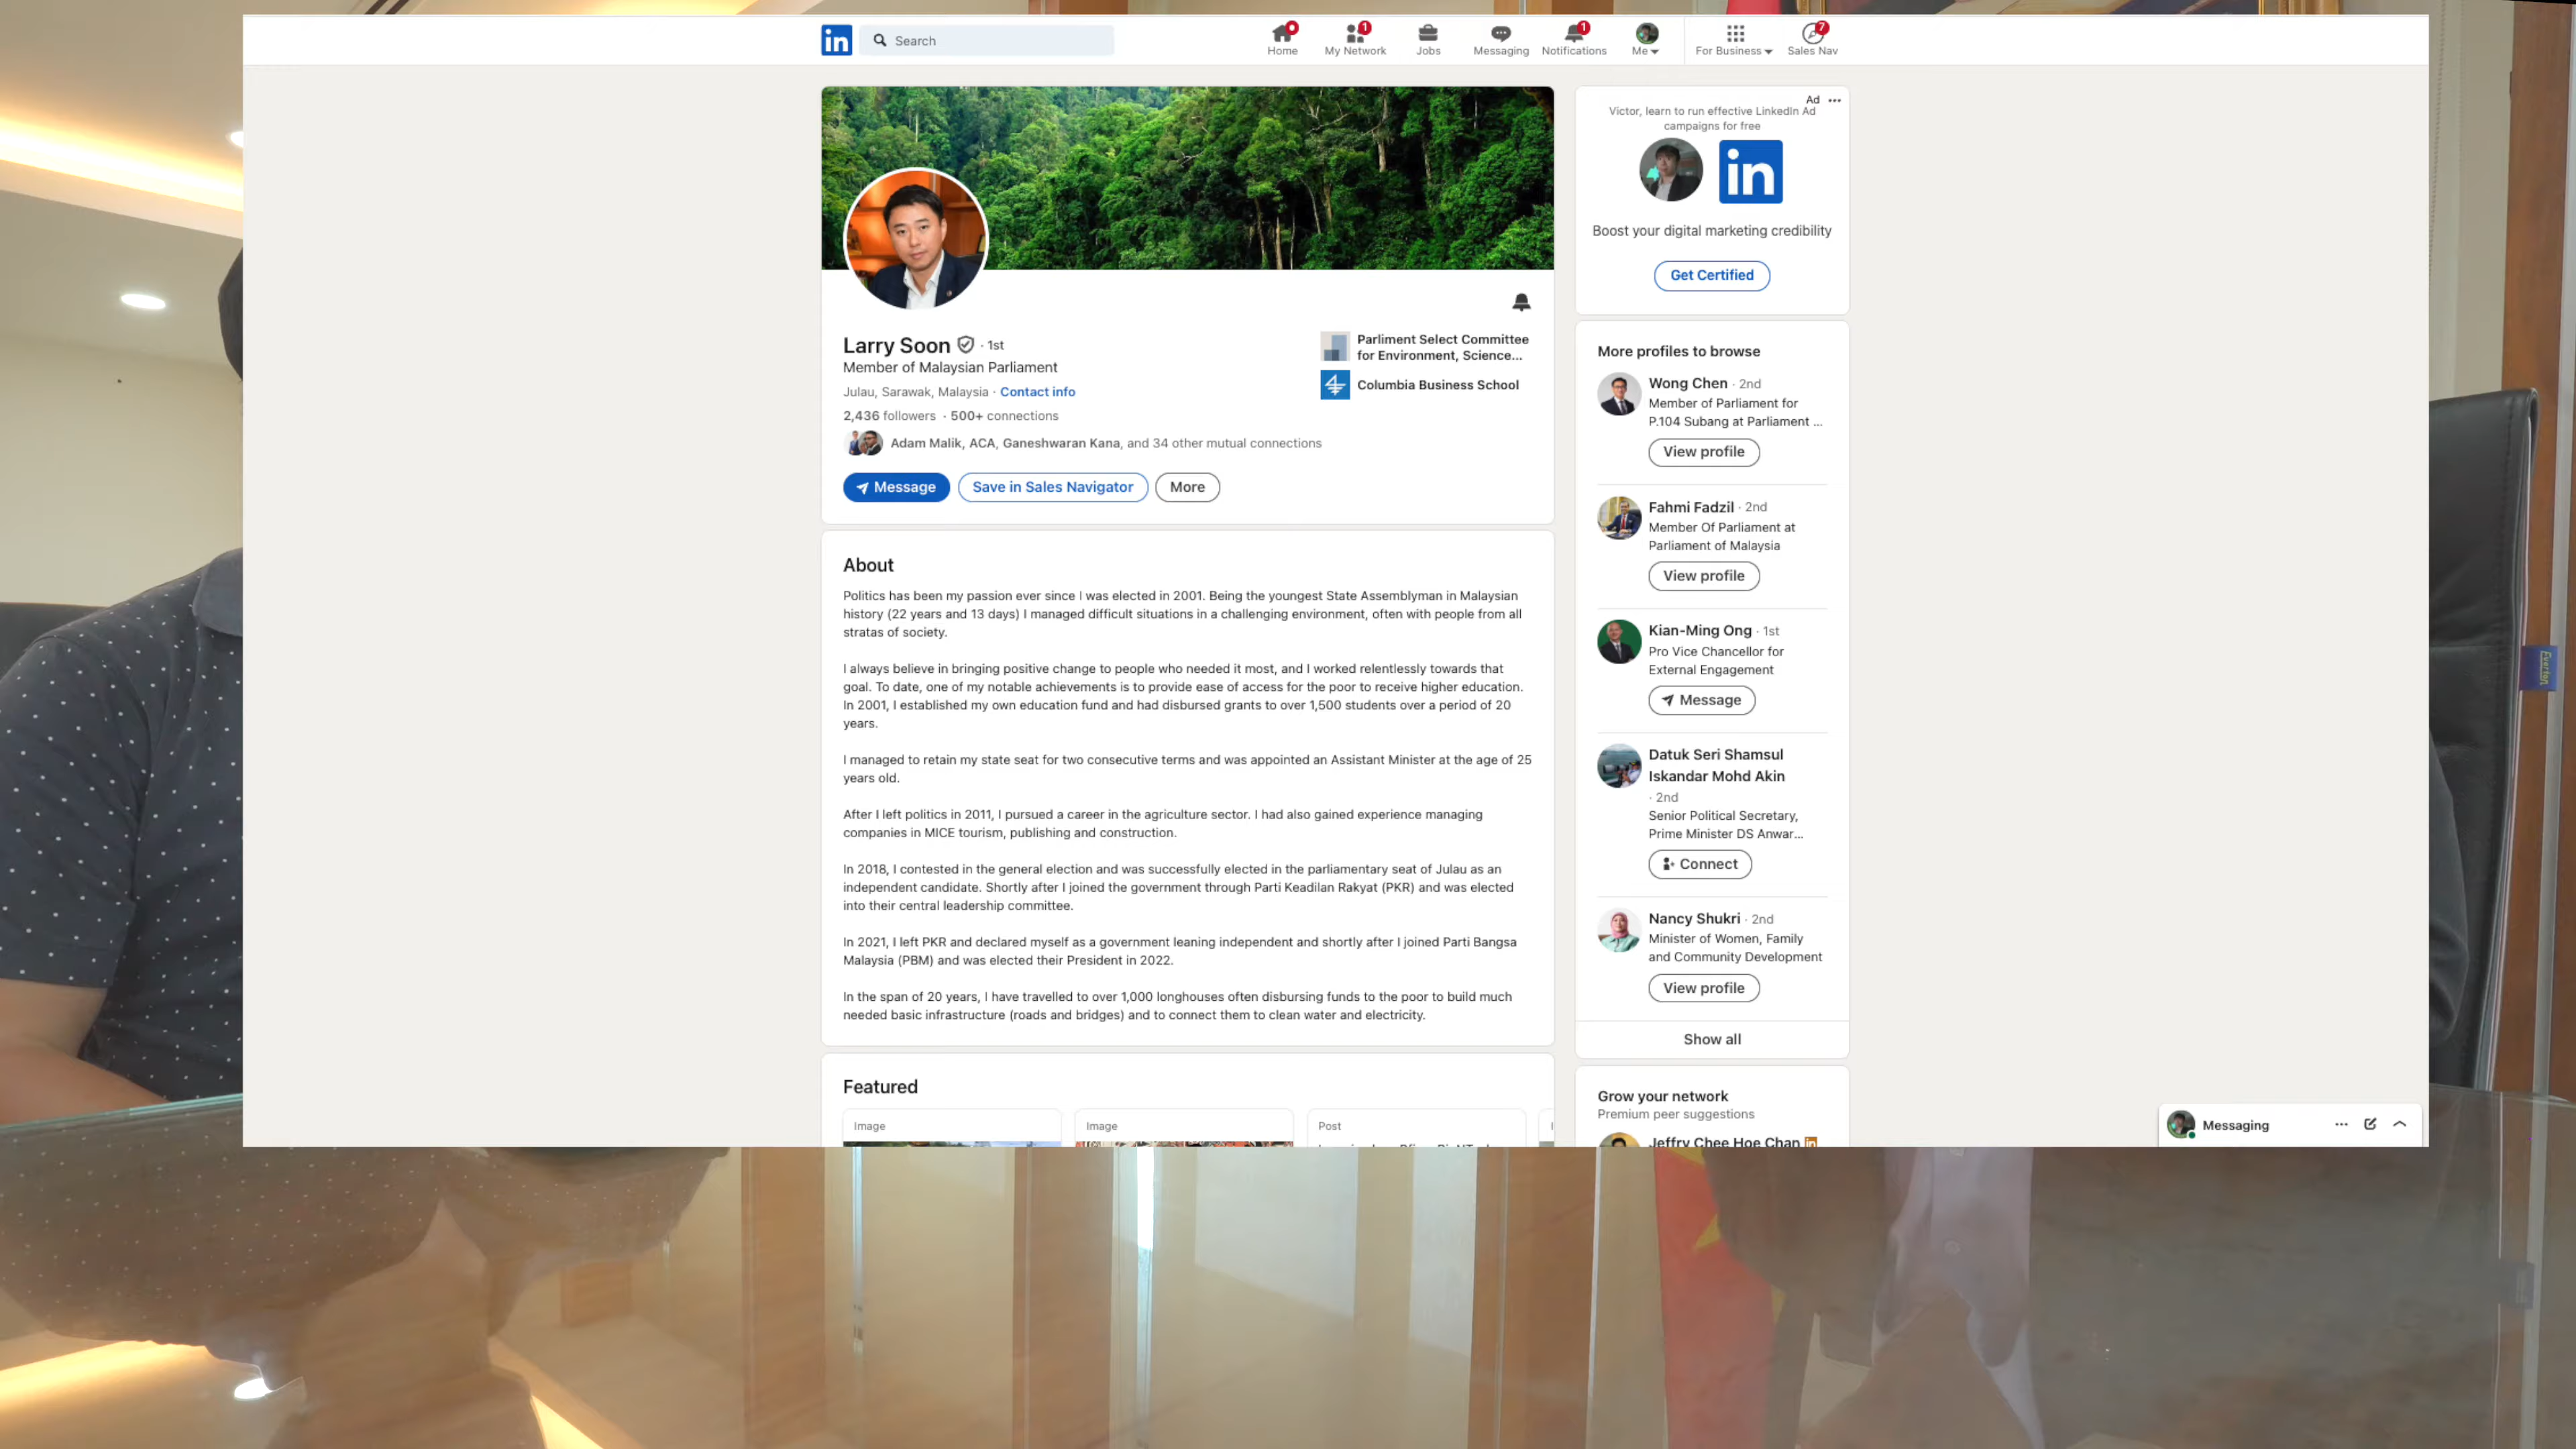 in
Search
Home
1
My Network
Jobs
Messaging
1
Notifications
Me
For Business
7
Sales Nav
Larry Soon · 1st
Member of Malaysian Parliament
Julau, Sarawak, Malaysia · Contact info
2,436 followers · 500+ connections
Adam Malik, ACA, Ganeshwaran Kana, and 34 other mutual connections
Message
Save in Sales Navigator
More
Parliment Select Committee
for Environment, Science...
Columbia Business School
About
Politics has been my passion ever since I was elected in 2001. Being the youngest State Assemblyman in Malaysian
history (22 years and 13 days) I managed difficult situations in a challenging environment, often with people from all
stratas of society.
I always believe in bringing positive change to people who needed it most, and I worked relentlessly towards that
goal. To date, one of my notable achievements is to provide ease of access for the poor to receive higher education.
In 2001, I established my own education fund and had disbursed grants to over 1,500 students over a period of 20
years.
I managed to retain my state seat for two consecutive terms and was appointed an Assistant Minister at the age of 25
years old.
After I left politics in 2011, I pursued a career in the agriculture sector. I had also gained experience managing
companies in MICE tourism, publishing and construction.
In 2018, I contested in the general election and was successfully elected in the parliamentary seat of Julau as an
independent candidate. Shortly after I joined the government through Parti Keadilan Rakyat (PKR) and was elected
into their central leadership committee.
In 2021, I left PKR and declared myself as a government leaning independent and shortly after I joined Parti Bangsa
Malaysia (PBM) and was elected their President in 2022.
In the span of 20 years, I have travelled to over 1,000 longhouses often disbursing funds to the poor to build much
needed basic infrastructure (roads and bridges) and to connect them to clean water and electricity.
Featured
Image
Image
Post
Ad
Victor, learn to run effective LinkedIn Ad
campaigns for free
in
Boost your digital marketing credibility
Get Certified
More profiles to browse
Wong Chen · 2nd
Member of Parliament for
P.104 Subang at Parliament ...
View profile
Fahmi Fadzil · 2nd
Member Of Parliament at
Parliament of Malaysia
View profile
Kian-Ming Ong · 1st
Pro Vice Chancellor for
External Engagement
Message
Datuk Seri Shamsul
Iskandar Mohd Akin
· 2nd
Senior Political Secretary,
Prime Minister DS Anwar...
Connect
Nancy Shukri · 2nd
Minister of Women, Family
and Community Development
View profile
Show all
Grow your network
Premium peer suggestions
Jeffry Chee Hoe Chan in
Messaging